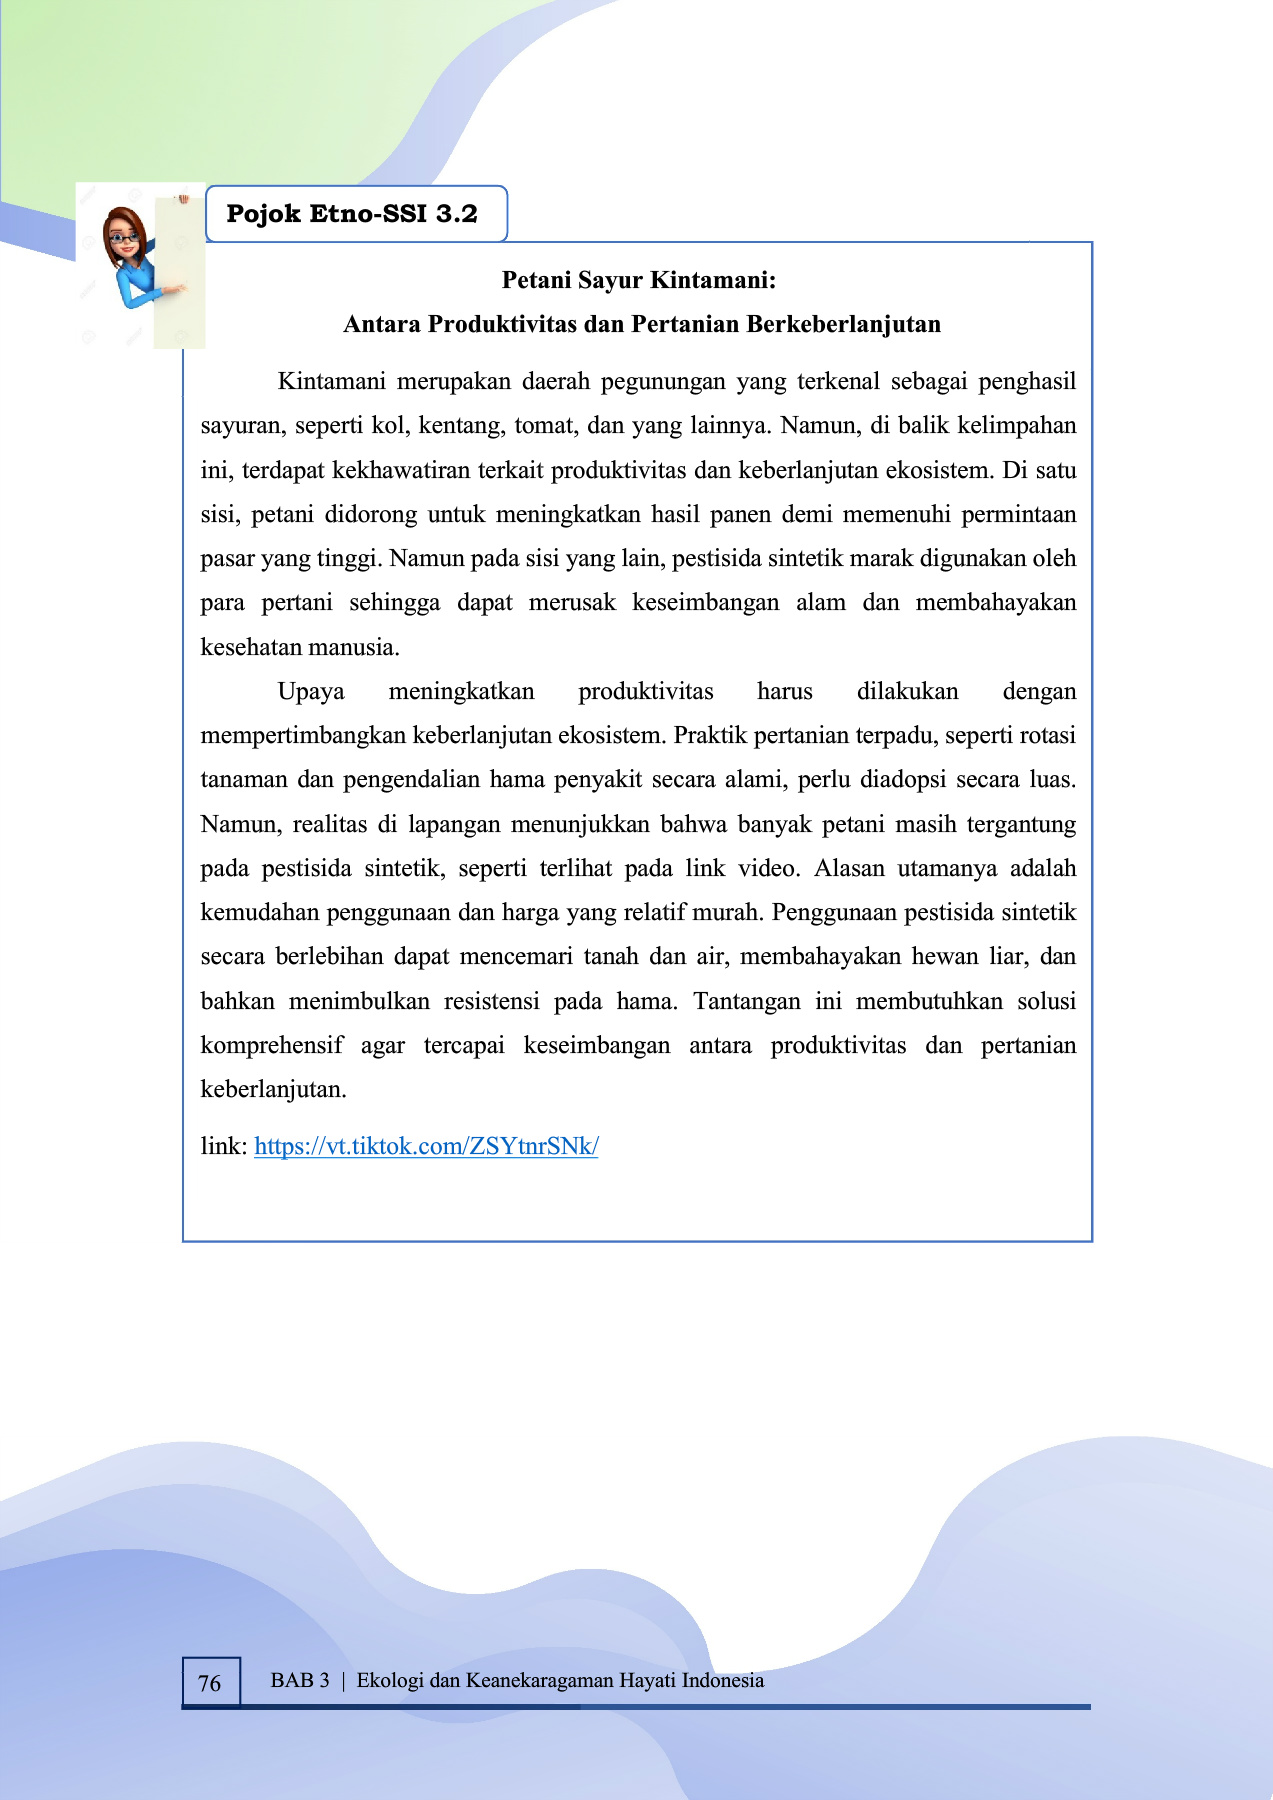 Pojok Etno-SSI 3.2
Petani Sayur Kintamani:
Antara Produktivitas dan Pertanian Berkeberlanjutan
Kintamani merupakan daerah pegunungan yang terkenal sebagai penghasil
sayuran, seperti kol, kentang, tomat, dan yang lainnya. Namun, di balik kelimpahan
ini, terdapat kekhawatiran terkait produktivitas dan keberlanjutan ekosistem. Di satu
sisi, petani didorong untuk meningkatkan hasil panen demi memenuhi permintaan
pasar yang tinggi. Namun pada sisi yang lain, pestisida sintetik marak digunakan oleh
para pertani sehingga dapat merusak keseimbangan alam dan membahayakan
kesehatan manusia.
Upaya meningkatkan produktivitas harus dilakukan dengan
mempertimbangkan keberlanjutan ekosistem. Praktik pertanian terpadu, seperti rotasi
tanaman dan pengendalian hama penyakit secara alami, perlu diadopsi secara luas.
Namun, realitas di lapangan menunjukkan bahwa banyak petani masih tergantung
pada pestisida sintetik, seperti terlihat pada link video. Alasan utamanya adalah
kemudahan penggunaan dan harga yang relatif murah. Penggunaan pestisida sintetik
secara berlebihan dapat mencemari tanah dan air, membahayakan hewan liar, dan
bahkan menimbulkan resistensi pada hama. Tantangan ini membutuhkan solusi
komprehensif agar tercapai keseimbangan antara produktivitas dan pertanian
keberlanjutan.
link: https://vt.tiktok.com/ZSYtnrSNk/
76 BAB 3 | Ekologi dan Keanekaragaman Hayati Indonesia